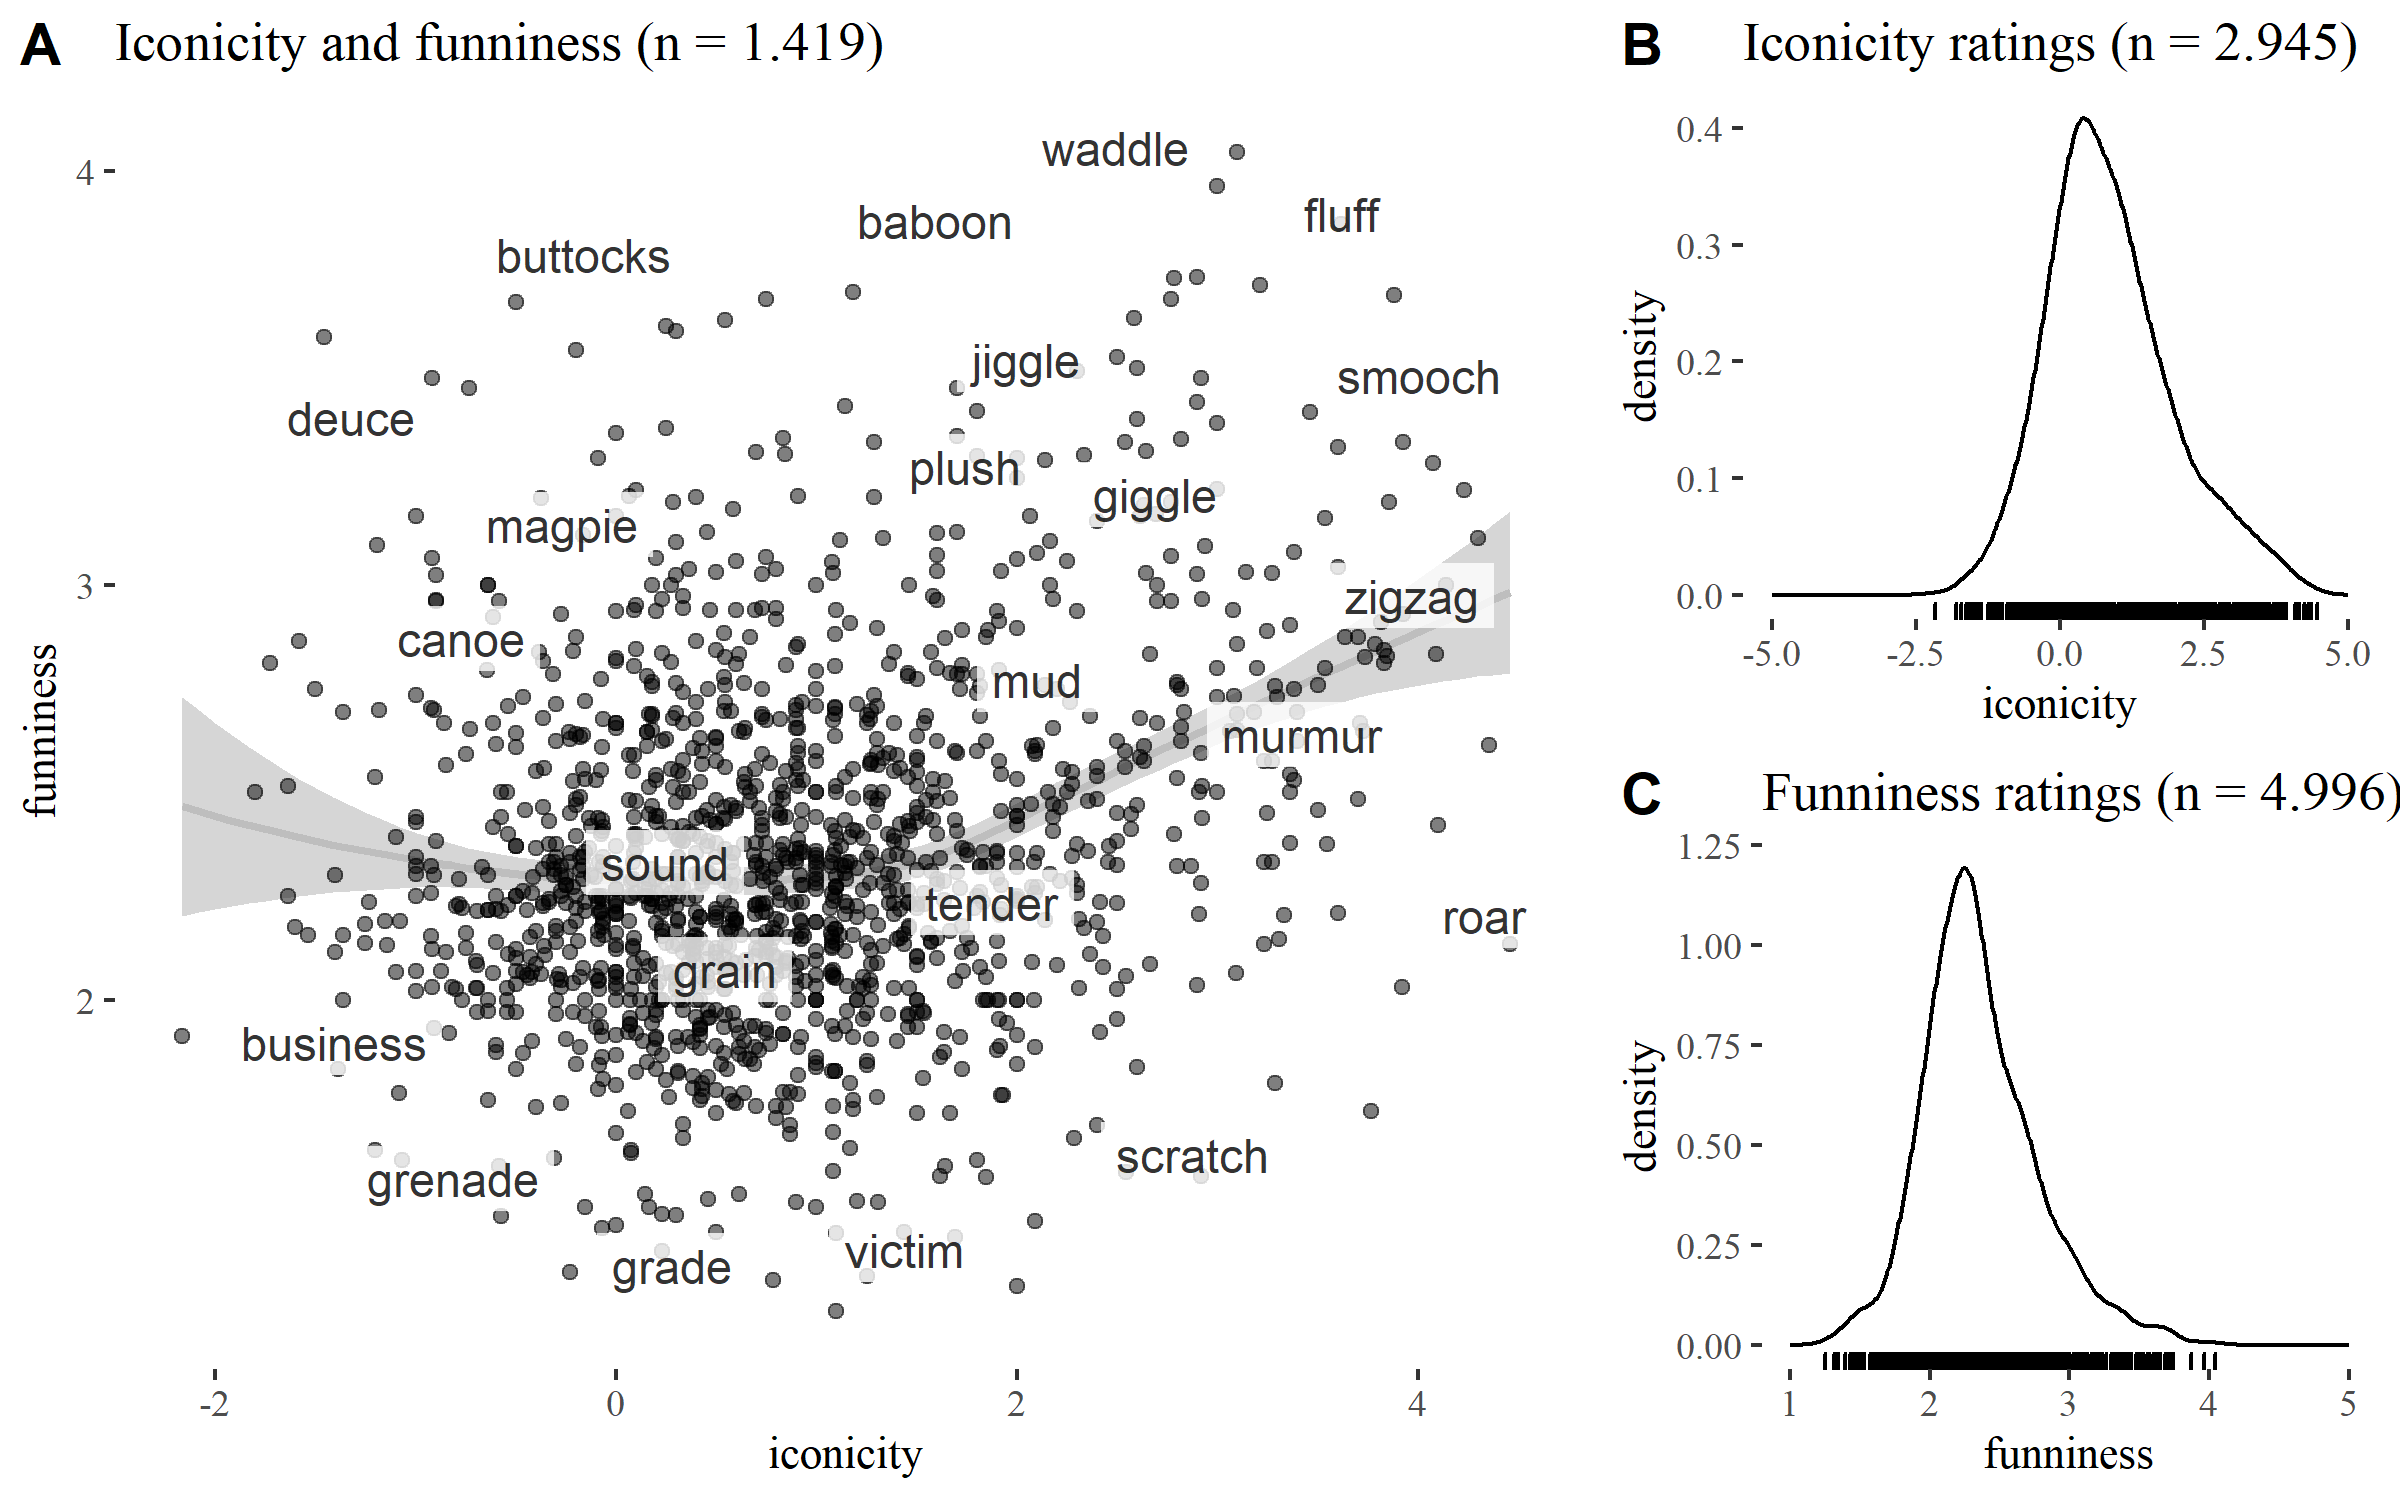 A Iconicity and funniness (n = 1.419)
waddle
fluff
baboon
buttocks
jiggle
smooch
deuce
plush
giggle
magpie
zigzag
canoe
mud
murmur
sound
tender
roar
grain
business
scratch
grenade
victim
grade
4
3
2
funniness
-2 0 2 4
iconicity
B Iconicity ratings (n = 2.945)
0.4
0.3
0.2
0.1
0.0
density
-5.0 -2.5 0.0 2.5 5.0
iconicity
C Funniness ratings (n = 4.996)
1.25
1.00
0.75
0.50
0.25
0.00
density
1 2 3 4 5
funniness